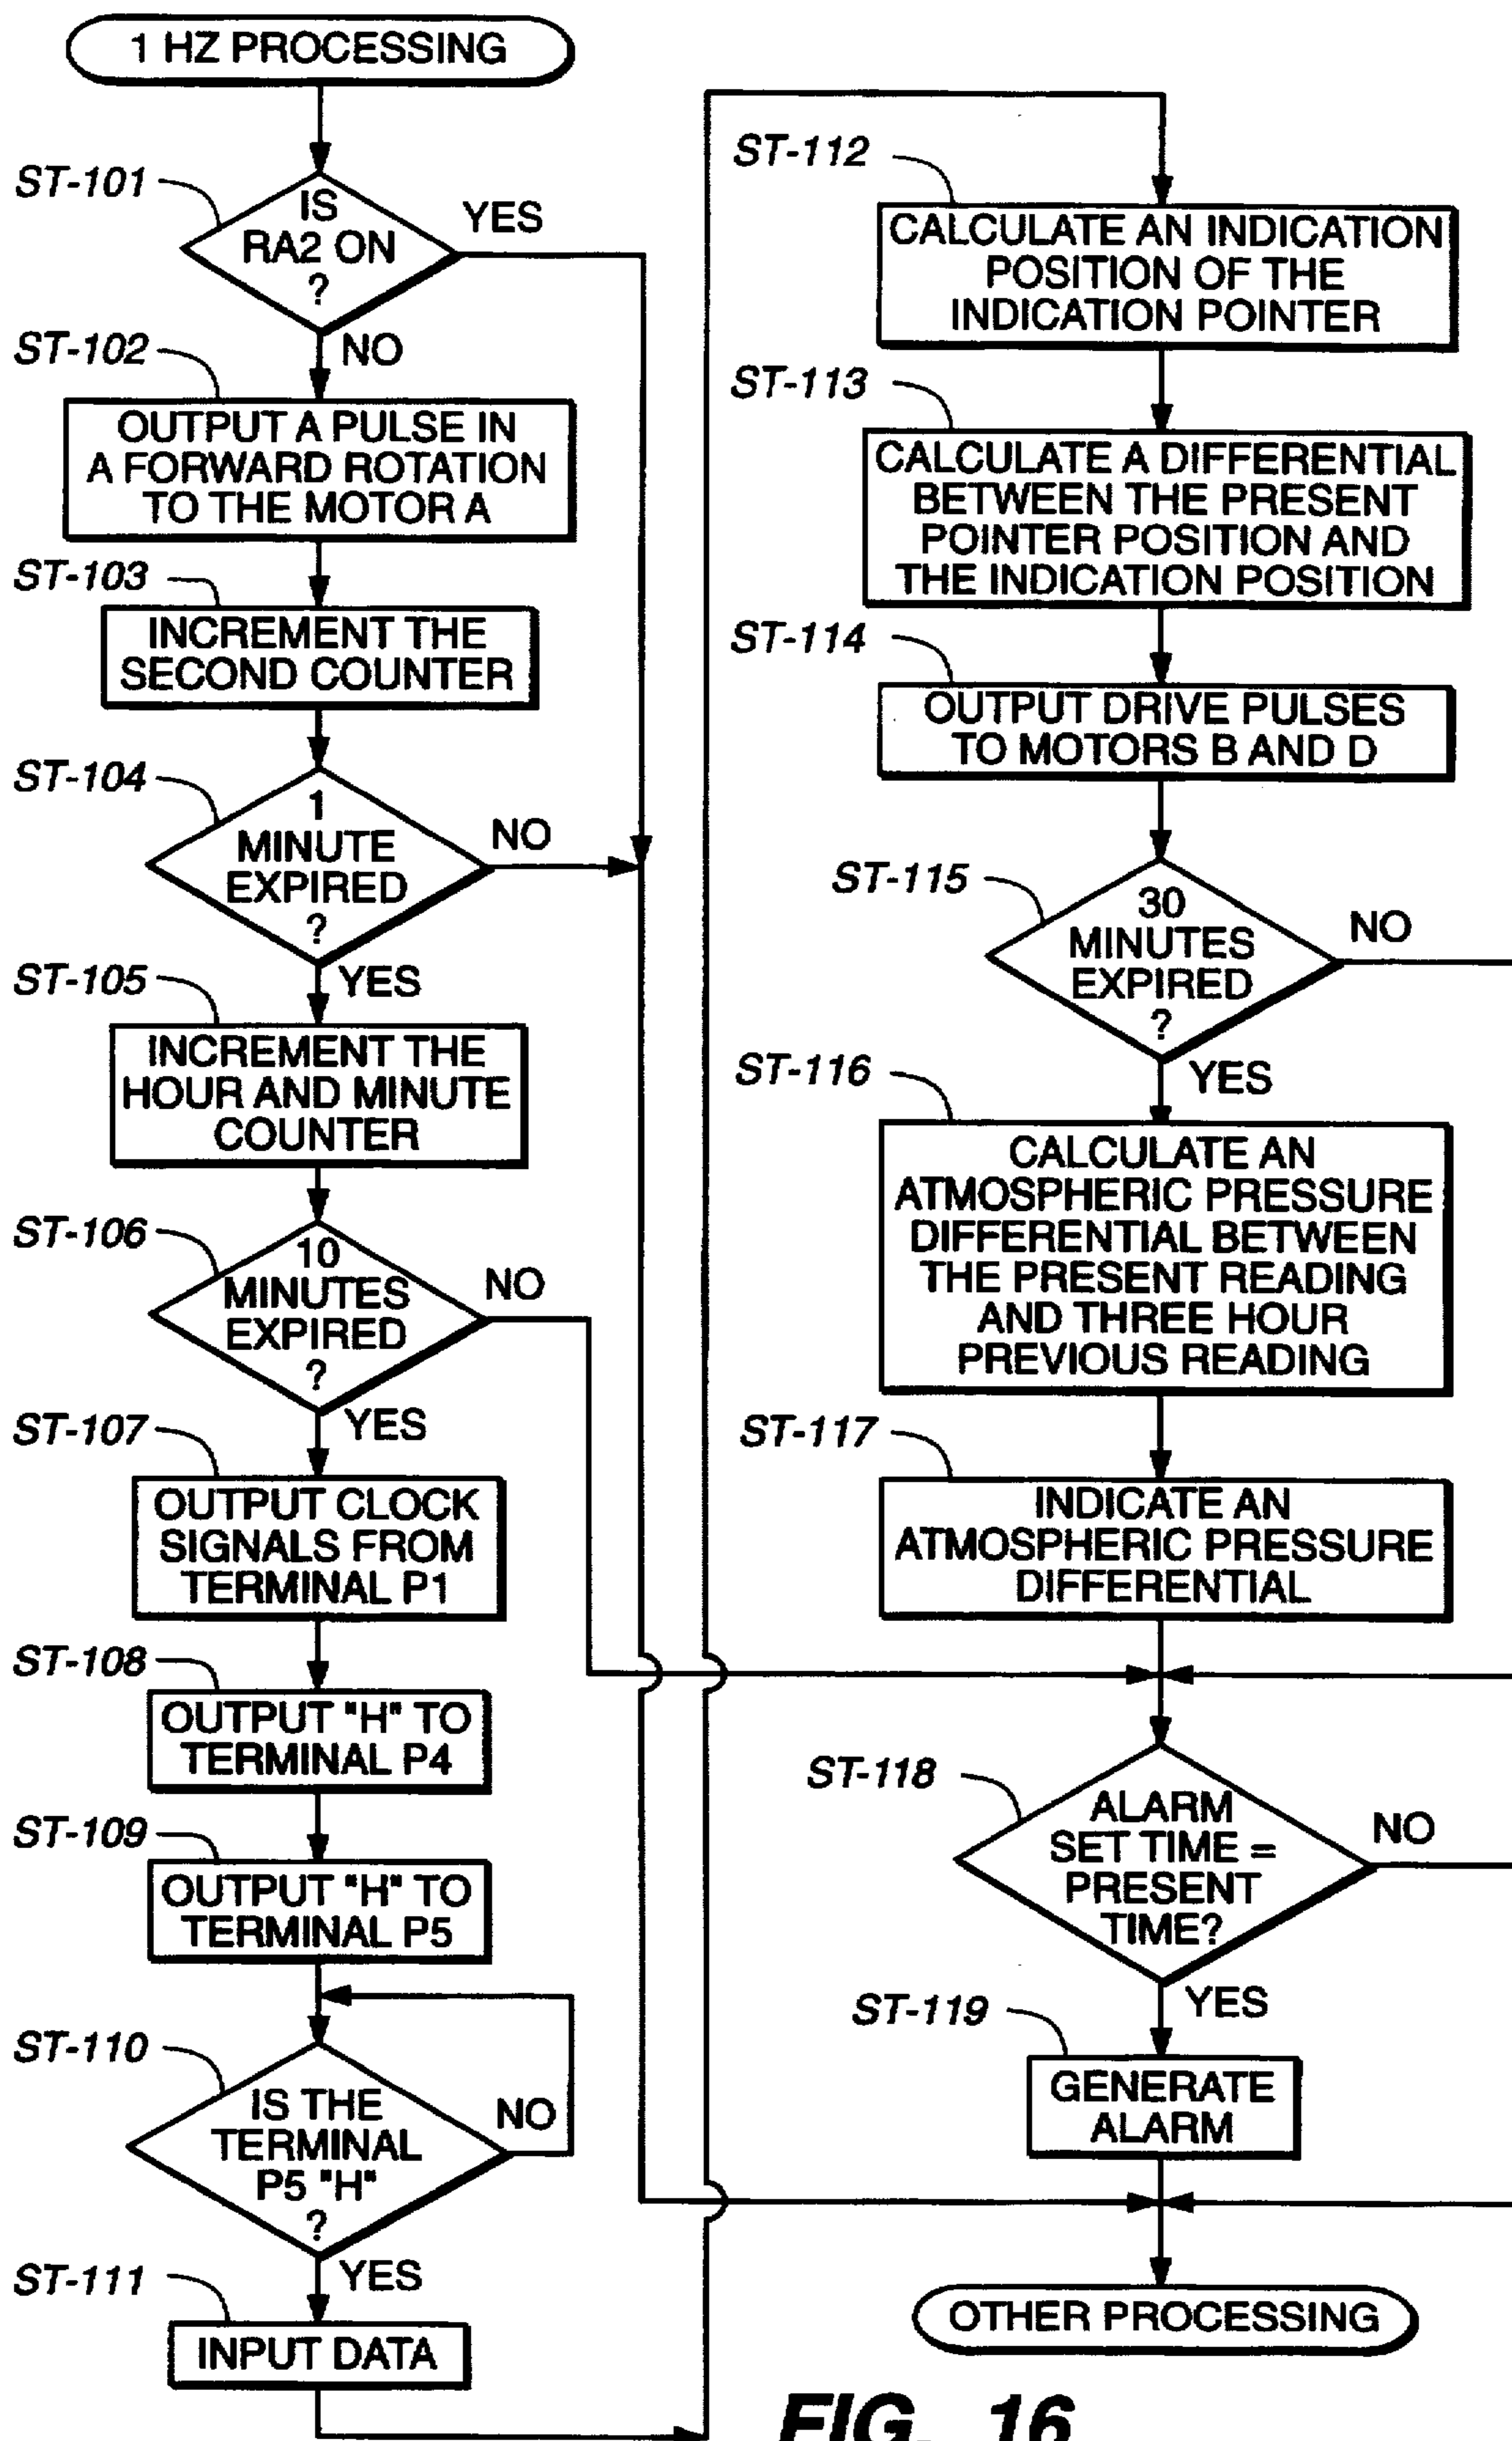 1 HZ PROCESSING
ST-101
IS
RA2 ON
?
YES
NO
ST-102
OUTPUT A PULSE IN
A FORWARD ROTATION
TO THE MOTOR A
ST-103
INCREMENT THE
SECOND COUNTER
ST-104
1
MINUTE
EXPIRED
?
NO
YES
ST-105
INCREMENT THE
HOUR AND MINUTE
COUNTER
ST-106
10
MINUTES
EXPIRED
?
NO
YES
ST-107
OUTPUT CLOCK
SIGNALS FROM
TERMINAL P1
ST-108
OUTPUT "H" TO
TERMINAL P4
ST-109
OUTPUT "H" TO
TERMINAL P5
ST-110
IS THE
TERMINAL
P5 "H"
?
NO
YES
ST-111
INPUT DATA
ST-112
CALCULATE AN INDICATION
POSITION OF THE
INDICATION POINTER
ST-113
CALCULATE A DIFFERENTIAL
BETWEEN THE PRESENT
POINTER POSITION AND
THE INDICATION POSITION
ST-114
OUTPUT DRIVE PULSES
TO MOTORS B AND D
ST-115
30
MINUTES
EXPIRED
?
NO
YES
ST-116
CALCULATE AN
ATMOSPHERIC PRESSURE
DIFFERENTIAL BETWEEN
THE PRESENT READING
AND THREE HOUR
PREVIOUS READING
ST-117
INDICATE AN
ATMOSPHERIC PRESSURE
DIFFERENTIAL
ST-118
ALARM
SET TIME =
PRESENT
TIME?
NO
YES
ST-119
GENERATE
ALARM
OTHER PROCESSING
FIG. 16